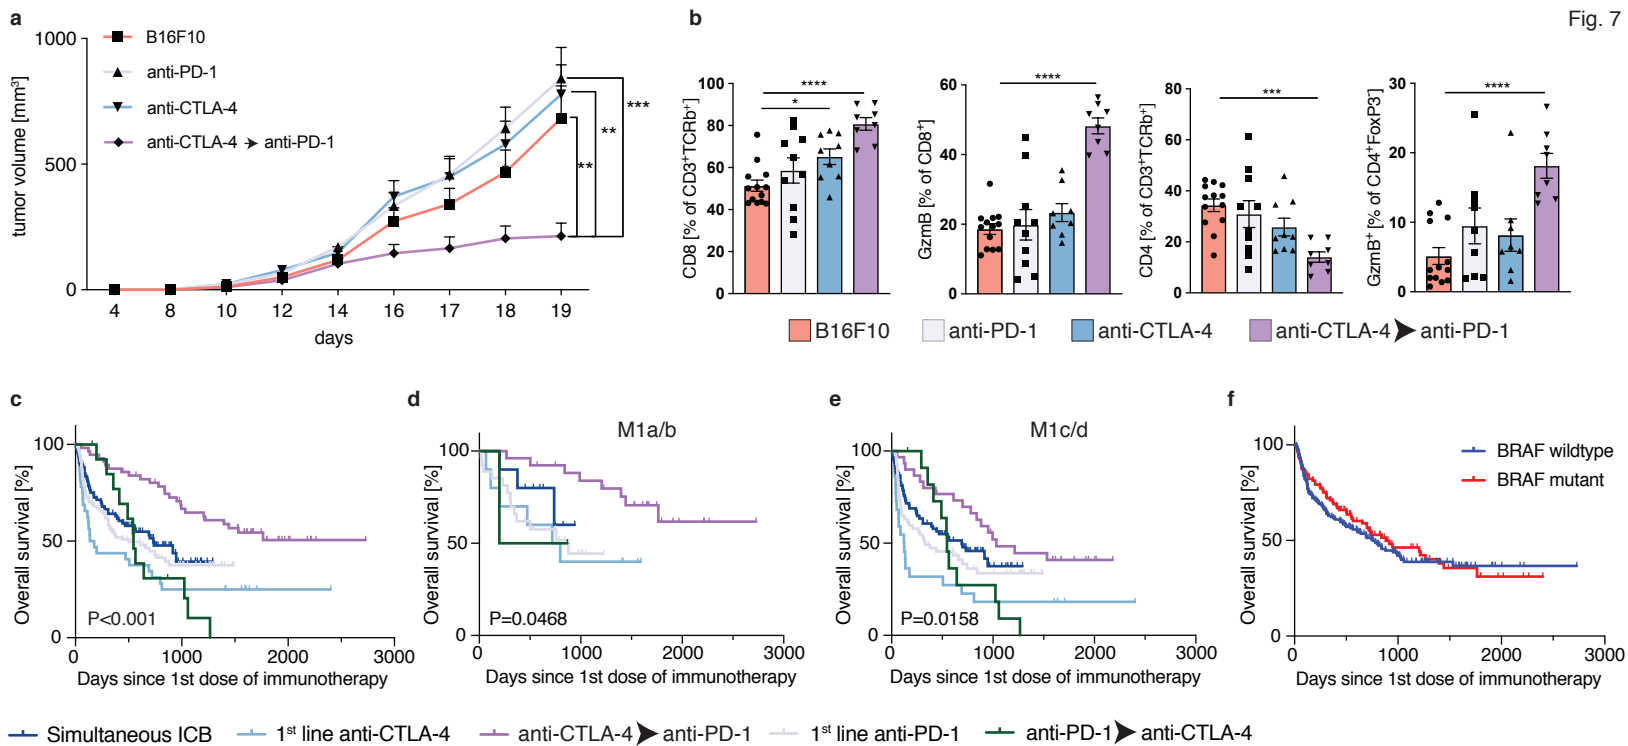 Fig. 7
a
tumor volume [mm³]
1000
500
0
B16F10
anti-PD-1
anti-CTLA-4
anti-CTLA-4 ➤ anti-PD-1
***
**
**
4 8 10 12 14 16 17 18 19
days
b
CD8 [% of CD3⁺TCRb⁺]
100
80
60
40
20
0
****
*
GzmB [% of CD8⁺]
60
40
20
0
****
CD4 [% of CD3⁺TCRb⁺]
80
60
40
20
0
***
GzmB⁺ [% of CD4⁺FoxP3⁻]
30
20
10
0
****
B16F10 anti-PD-1 anti-CTLA-4 anti-CTLA-4 ➤ anti-PD-1
c
Overall survival [%]
100
50
0
P<0.001
0 1000 2000 3000
Days since 1st dose of immunotherapy
d
M1a/b
Overall survival [%]
100
50
0
P=0.0468
0 1000 2000 3000
Days since 1st dose of immunotherapy
e
M1c/d
Overall survival [%]
100
50
0
P=0.0158
0 1000 2000 3000
Days since 1st dose of immunotherapy
f
Overall survival [%]
100
50
0
BRAF wildtype
BRAF mutant
0 1000 2000 3000
Days since 1st dose of immunotherapy
Simultaneous ICB 1ˢᵗ line anti-CTLA-4 anti-CTLA-4 ➤ anti-PD-1 1ˢᵗ line anti-PD-1 anti-PD-1 ➤ anti-CTLA-4